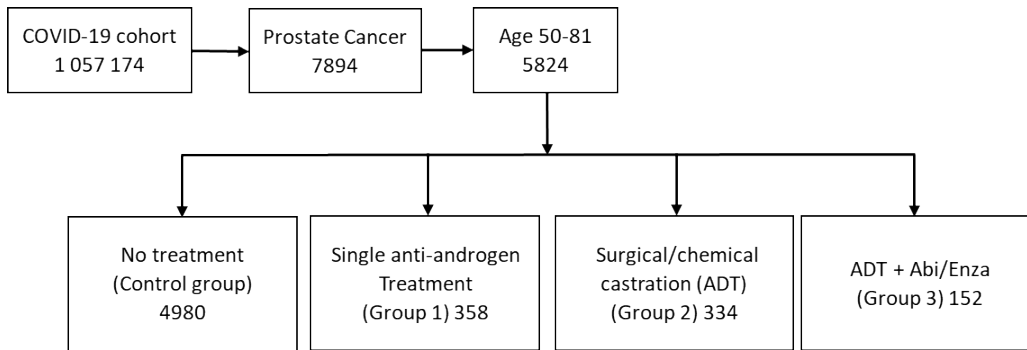 COVID-19 cohort
1 057 174
Prostate Cancer
7894
Age 50-81
5824
No treatment
(Control group)
4980
Single anti-androgen
Treatment
(Group 1) 358
Surgical/chemical
castration (ADT)
(Group 2) 334
ADT + Abi/Enza
(Group 3) 152